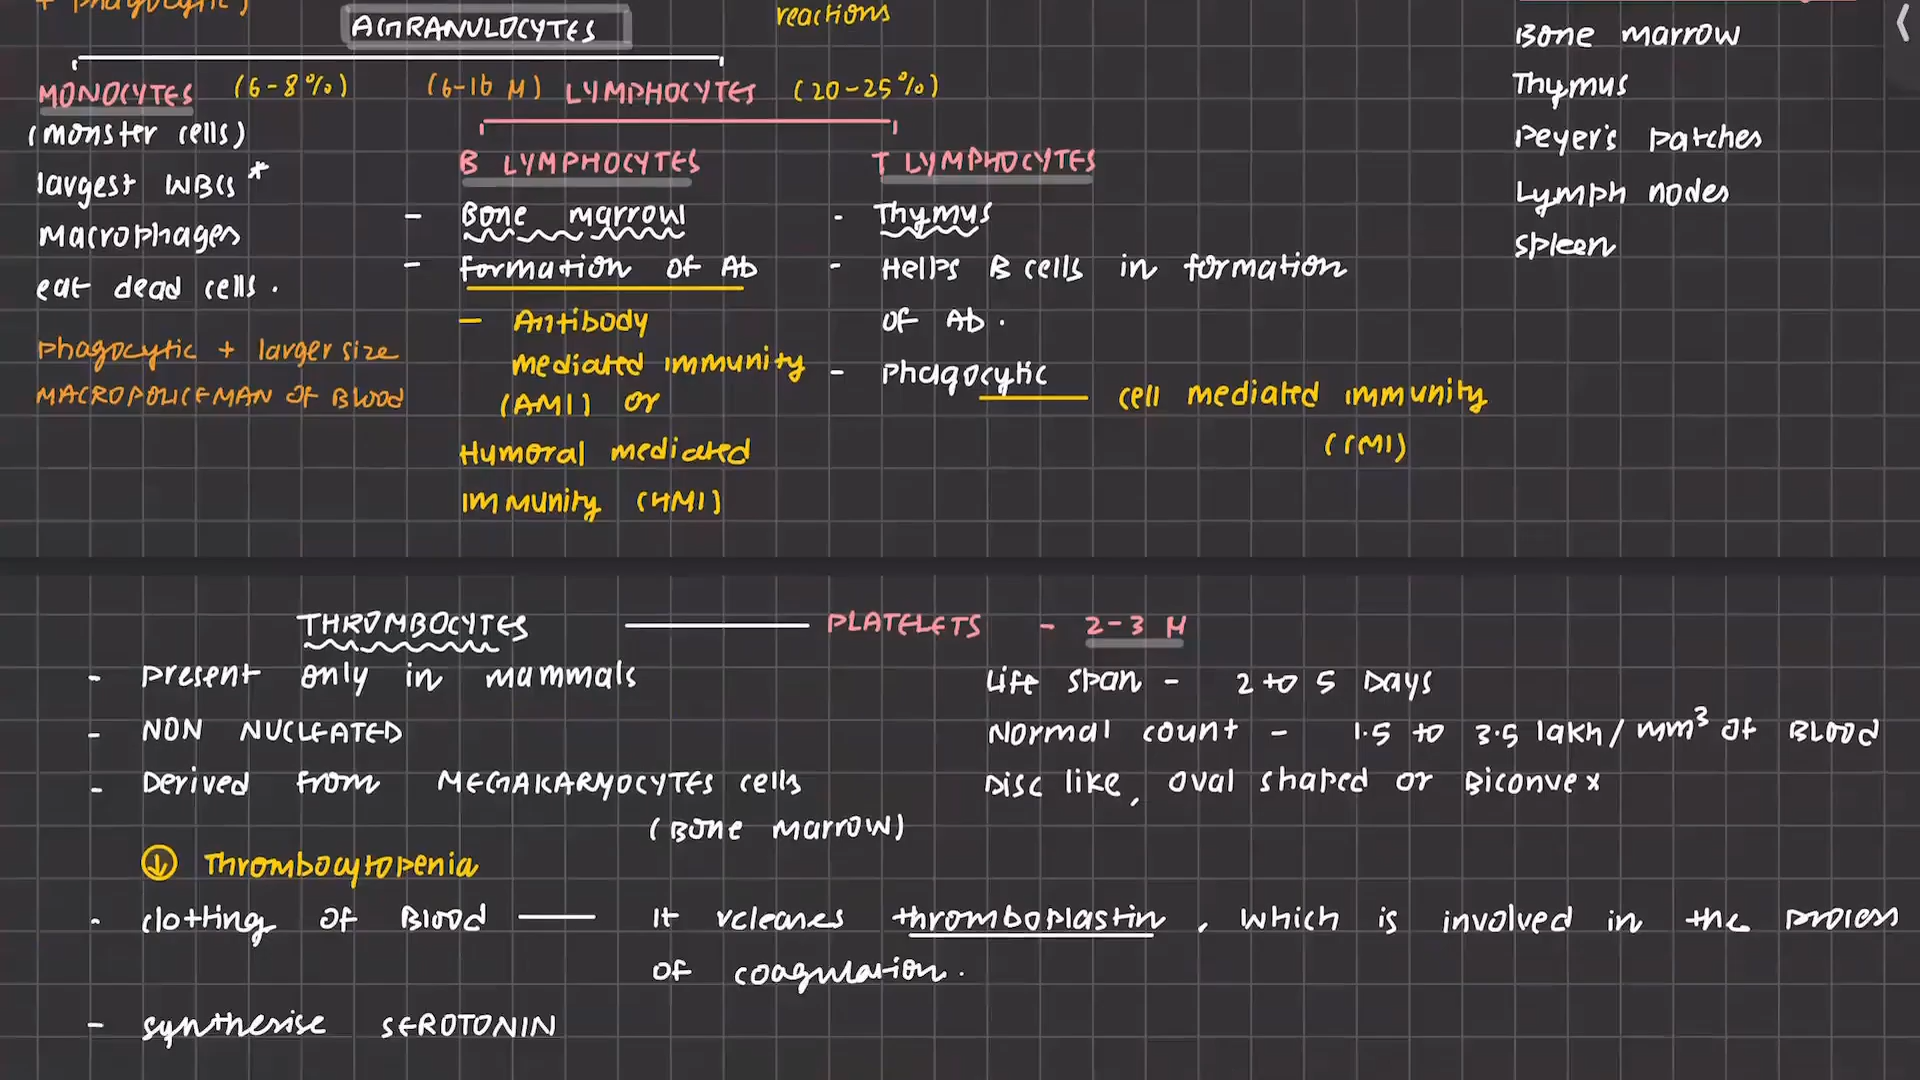 + phagocytic)
reactions
AGRANULOCYTES
MONOCYTES (6-8%)
(monster cells)
largest WBCs *
Macrophages
eat dead cells.
Phagocytic + larger size
MACROPOLICEMAN OF BLOOD
(6-16 M) LYMPHOCYTES (20-25%)
B LYMPHOCYTES
- Bone marrow
- Formation of Ab
- Antibody
mediated immunity
(AMI) or
Humoral mediated
immunity (HMI)
T LYMPHOCYTES
- Thymus
- Helps B cells in formation
of Ab.
- Phagocytic
cell mediated immunity
(CMI)
Bone marrow
Thymus
Peyer's patches
Lymph nodes
Spleen
THROMBOCYTES — PLATELETS - 2-3 M
- Present only in mammals
- NON NUCLEATED
- Derived from MEGAKARYOCYTES cells
(Bone marrow)
↓ Thrombocytopenia
Life span - 2 to 5 Days
Normal count - 1.5 to 3.5 lakh/mm³ of Blood
Disc like, oval shaped or Biconvex
- Clotting of Blood — It releases thromboplastin, which is involved in the process
of coagulation.
- Synthesise SEROTONIN